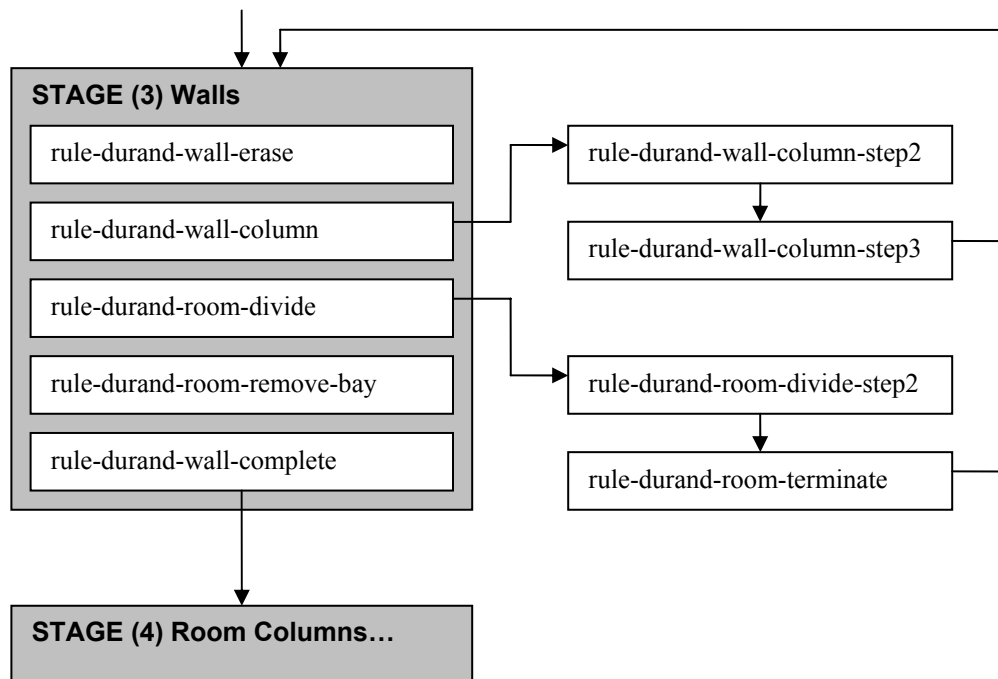 STAGE (3) Walls
rule-durand-wall-erase
rule-durand-wall-column
rule-durand-room-divide
rule-durand-room-remove-bay
rule-durand-wall-complete
rule-durand-wall-column-step2
rule-durand-wall-column-step3
rule-durand-room-divide-step2
rule-durand-room-terminate
STAGE (4) Room Columns…